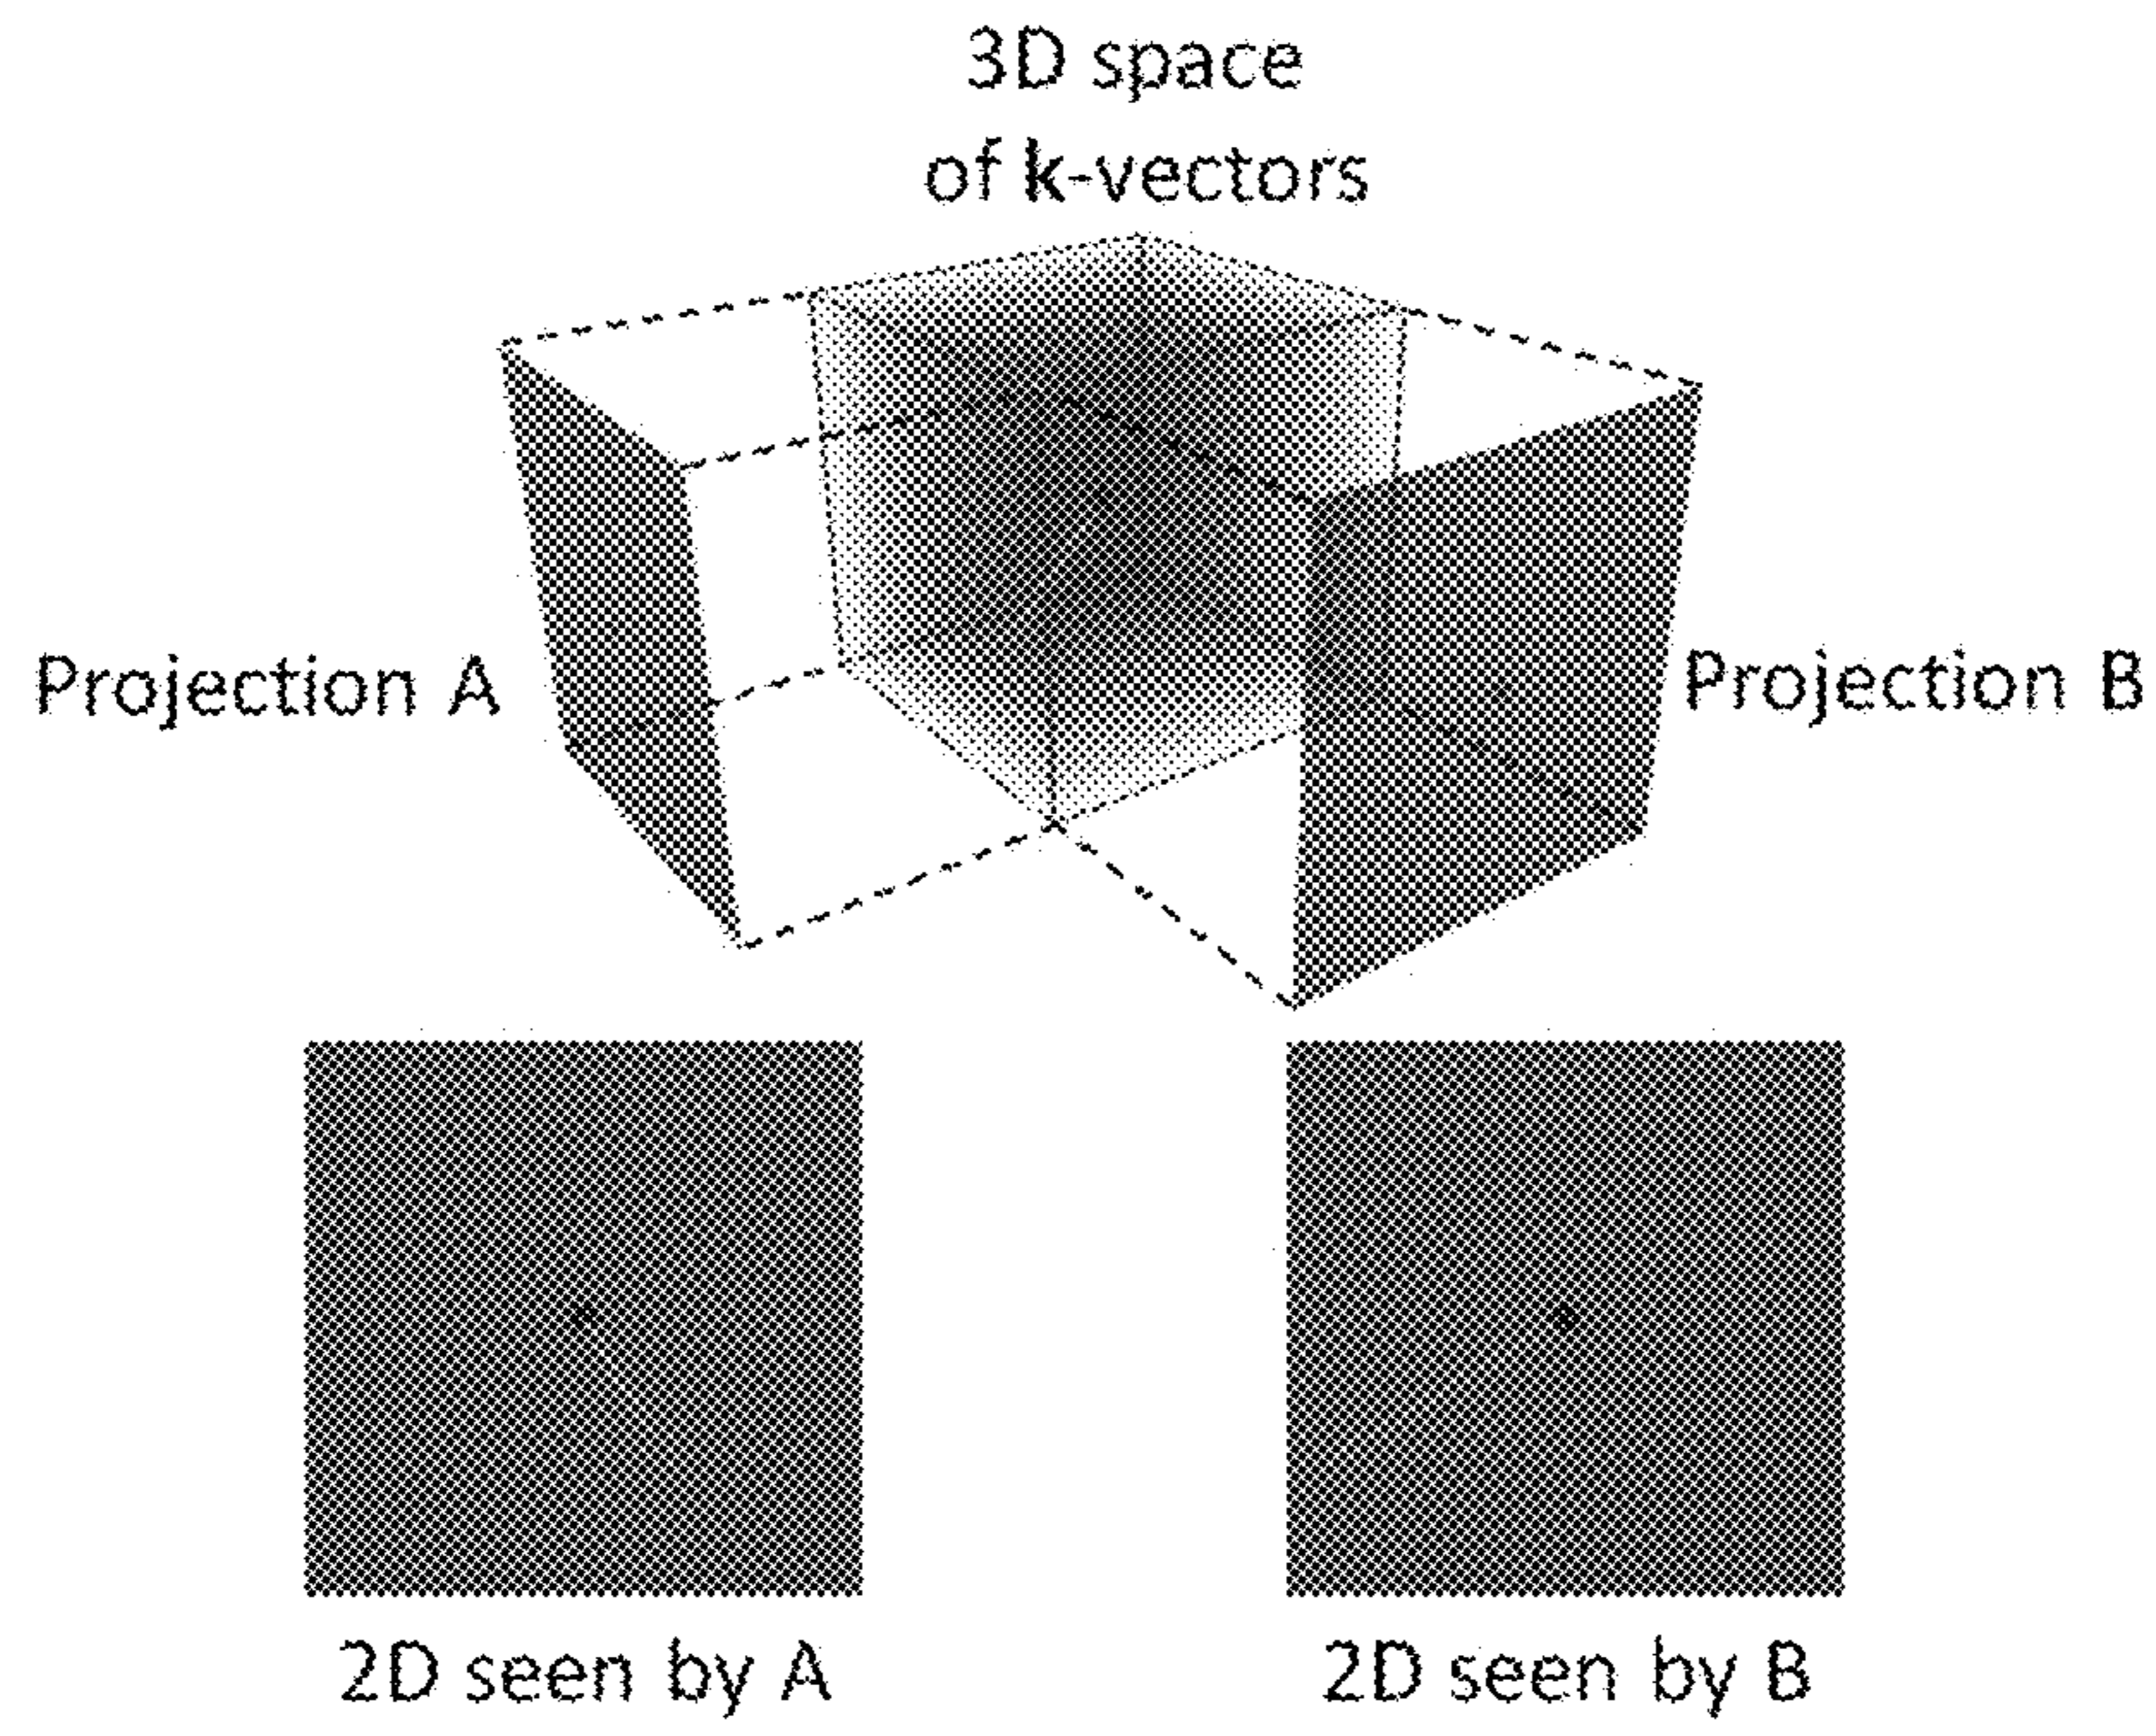 3D space
of k-vectors
Projection A
Projection B
2D seen by A
2D seen by B